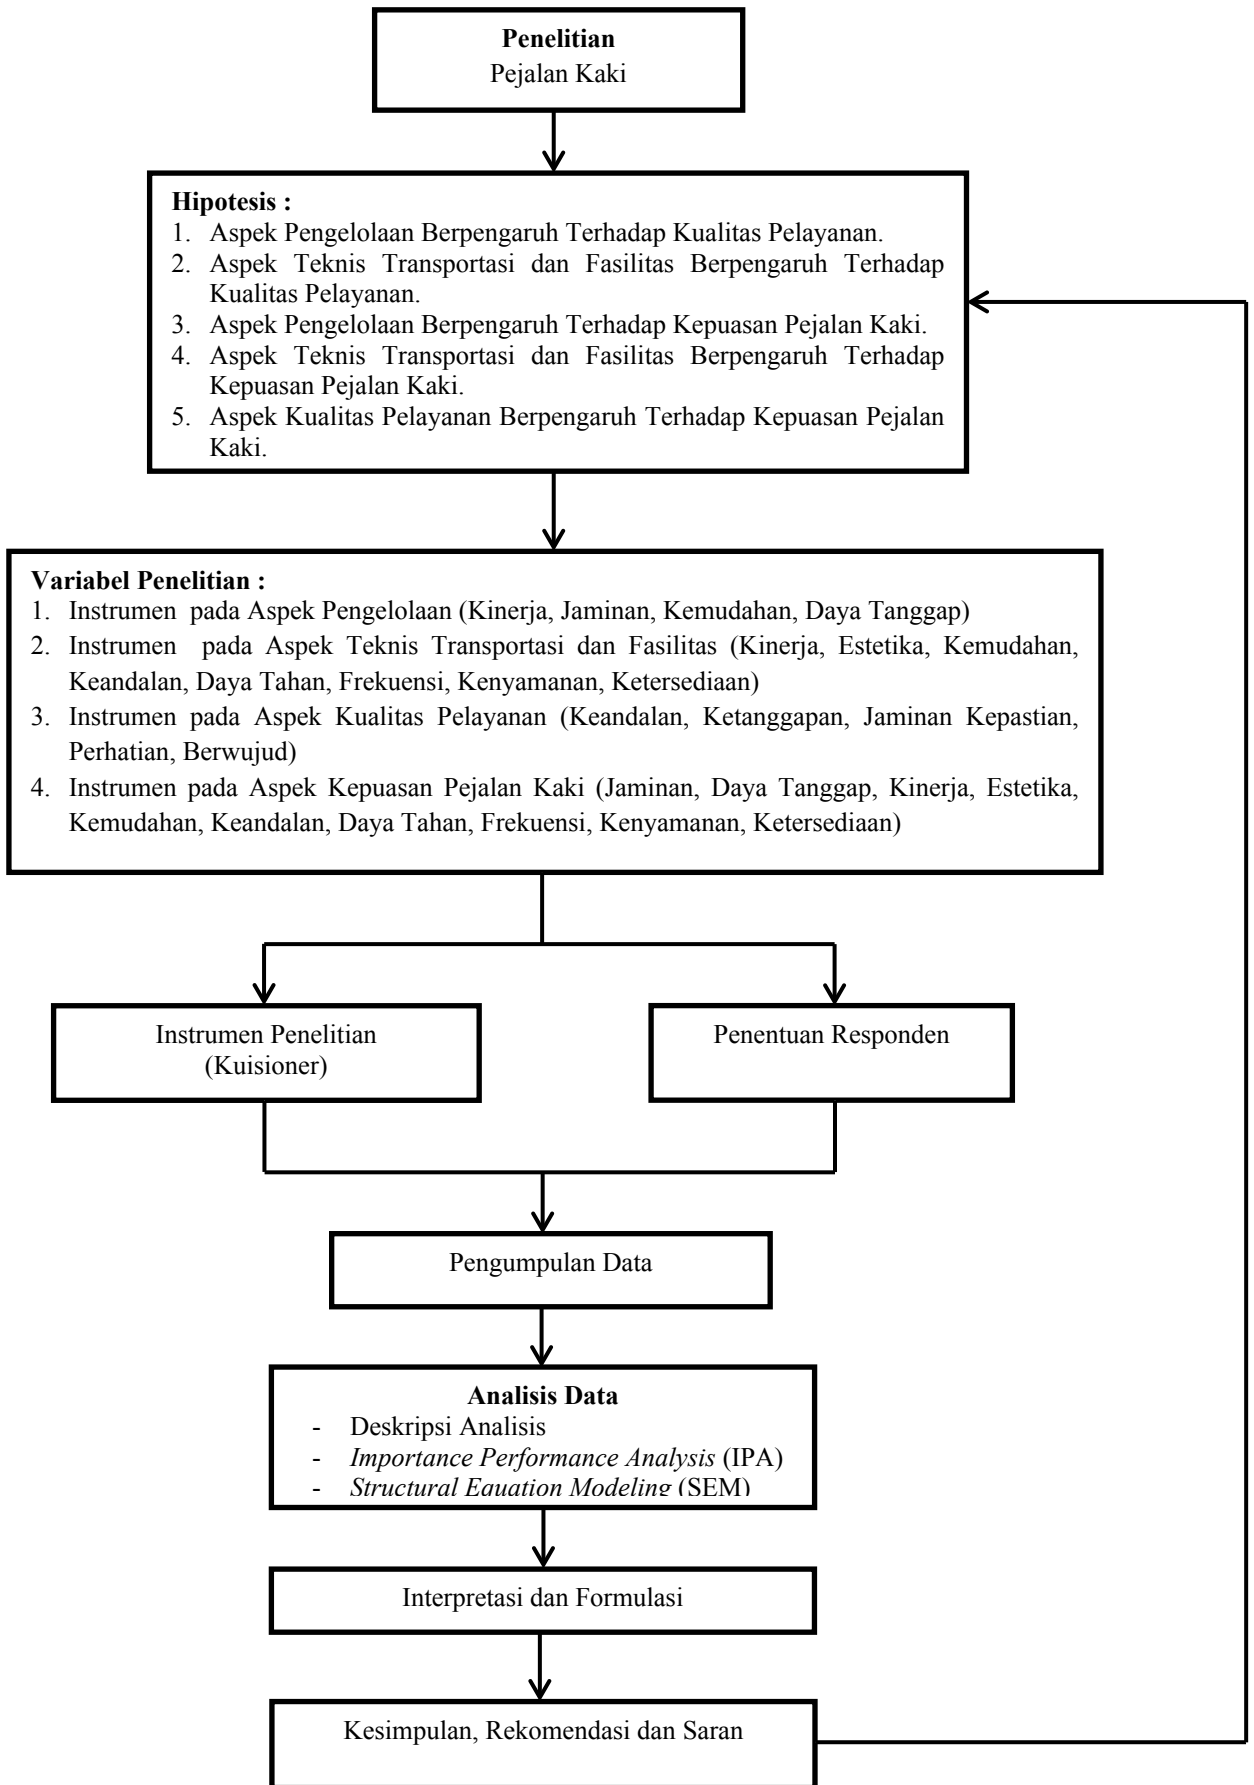 Penelitian
Pejalan Kaki
Hipotesis :
1. Aspek Pengelolaan Berpengaruh Terhadap Kualitas Pelayanan.
2. Aspek Teknis Transportasi dan Fasilitas Berpengaruh Terhadap
Kualitas Pelayanan.
3. Aspek Pengelolaan Berpengaruh Terhadap Kepuasan Pejalan Kaki.
4. Aspek Teknis Transportasi dan Fasilitas Berpengaruh Terhadap
Kepuasan Pejalan Kaki.
5. Aspek Kualitas Pelayanan Berpengaruh Terhadap Kepuasan Pejalan
Kaki.
Variabel Penelitian :
1. Instrumen pada Aspek Pengelolaan (Kinerja, Jaminan, Kemudahan, Daya Tanggap)
2. Instrumen pada Aspek Teknis Transportasi dan Fasilitas (Kinerja, Estetika, Kemudahan,
Keandalan, Daya Tahan, Frekuensi, Kenyamanan, Ketersediaan)
3. Instrumen pada Aspek Kualitas Pelayanan (Keandalan, Ketanggapan, Jaminan Kepastian,
Perhatian, Berwujud)
4. Instrumen pada Aspek Kepuasan Pejalan Kaki (Jaminan, Daya Tanggap, Kinerja, Estetika,
Kemudahan, Keandalan, Daya Tahan, Frekuensi, Kenyamanan, Ketersediaan)
Instrumen Penelitian
(Kuisioner)
Penentuan Responden
Pengumpulan Data
Analisis Data
- Deskripsi Analisis
- Importance Performance Analysis (IPA)
- Structural Equation Modeling (SEM)
Interpretasi dan Formulasi
Kesimpulan, Rekomendasi dan Saran